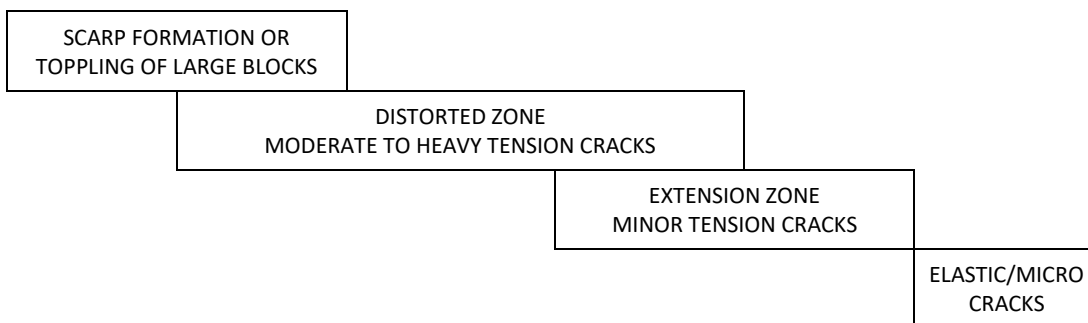 SCARP FORMATION OR
TOPPLING OF LARGE BLOCKS
DISTORTED ZONE
MODERATE TO HEAVY TENSION CRACKS
EXTENSION ZONE
MINOR TENSION CRACKS
ELASTIC/MICRO
CRACKS